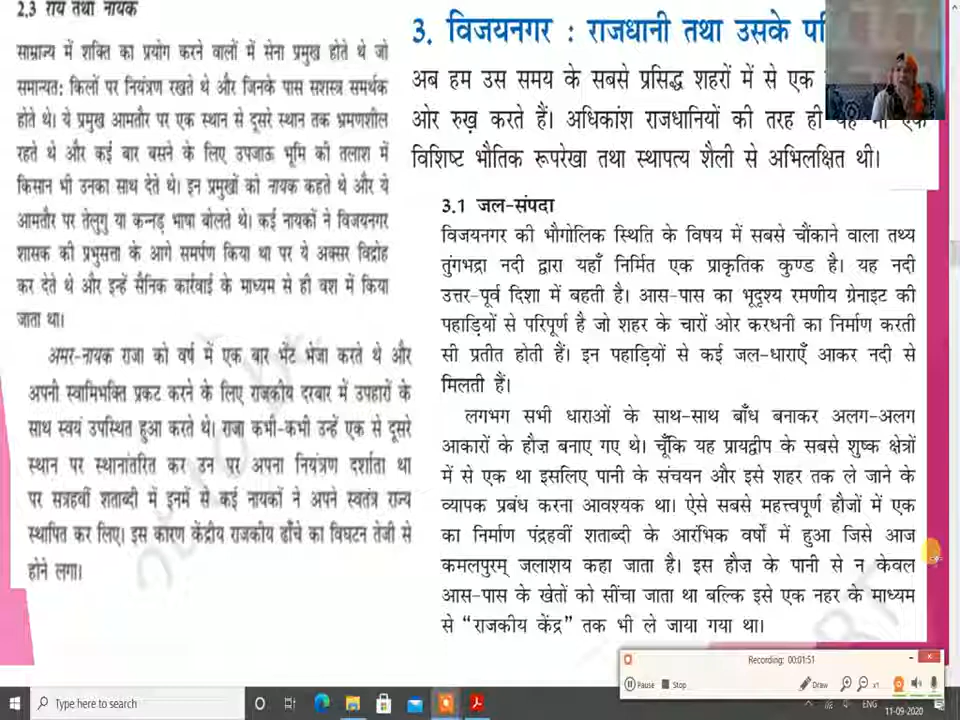 2.3 राय तथा नायक
साम्राज्य में शक्ति का प्रयोग करने वालों में सेना प्रमुख होते थे जो
समान्यत: किलों पर नियंत्रण रखते थे और जिनके पास सशस्त्र समर्थक
होते थे। ये प्रमुख आमतौर पर एक स्थान से दूसरे स्थान तक भ्रमणशील
रहते थे और कई बार बसने के लिए उपजाऊ भूमि की तलाश में
किसान भी उनका साथ देते थे। इन प्रमुखों को नायक कहते थे और ये
आमतौर पर तेलुगु या कन्नड़ भाषा बोलते थे। कई नायकों ने विजयनगर
शासक की प्रभुसत्ता के आगे समर्पण किया था पर ये अक्सर विद्रोह
कर देते थे और इन्हें सैनिक कार्रवाई के माध्यम से ही वश में किया
जाता था।
अमर-नायक राजा को वर्ष में एक बार भेंट भेजा करते थे और
अपनी स्वामिभक्ति प्रकट करने के लिए राजकीय दरबार में उपहारों के
साथ स्वयं उपस्थित हुआ करते थे। राजा कभी-कभी उन्हें एक से दूसरे
स्थान पर स्थानांतरित कर उन पर अपना नियंत्रण दर्शाता था
पर सत्रहवीं शताब्दी में इनमें से कई नायकों ने अपने स्वतंत्र राज्य
स्थापित कर लिए। इस कारण केंद्रीय राजकीय ढाँचे का विघटन तेजी से
होने लगा।
3. विजयनगर : राजधानी तथा उसके
अब हम उस समय के सबसे प्रसिद्ध शहरों में से एक
ओर रुख़ करते हैं। अधिकांश राजधानियों की तरह ही
विशिष्ट भौतिक रूपरेखा तथा स्थापत्य शैली से अभिलक्षित थी।
3.1 जल-संपदा
विजयनगर की भौगोलिक स्थिति के विषय में सबसे चौंकाने वाला तथ्य
तुंगभद्रा नदी द्वारा यहाँ निर्मित एक प्राकृतिक कुण्ड है। यह नदी
उत्तर-पूर्व दिशा में बहती है। आस-पास का भूदृश्य रमणीय ग्रेनाइट की
पहाड़ियों से परिपूर्ण है जो शहर के चारों ओर करधनी का निर्माण करती
सी प्रतीत होती हैं। इन पहाड़ियों से कई जल-धाराएँ आकर नदी से
मिलती हैं।
लगभग सभी धाराओं के साथ-साथ बाँध बनाकर अलग-अलग
आकारों के हौज़ बनाए गए थे। चूँकि यह प्रायद्वीप के सबसे शुष्क क्षेत्रों
में से एक था इसलिए पानी के संचयन और इसे शहर तक ले जाने के
व्यापक प्रबंध करना आवश्यक था। ऐसे सबसे महत्त्वपूर्ण हौजों में एक
का निर्माण पंद्रहवीं शताब्दी के आरंभिक वर्षों में हुआ जिसे आज
कमलपुरम् जलाशय कहा जाता है। इस हौज़ के पानी से न केवल
आस-पास के खेतों को सींचा जाता था बल्कि इसे एक नहर के माध्यम
से “राजकीय केंद्र” तक भी ले जाया गया था।
Recording: 00:01:51
Pause Stop Draw x1
Type here to search
ENG
11-09-2020